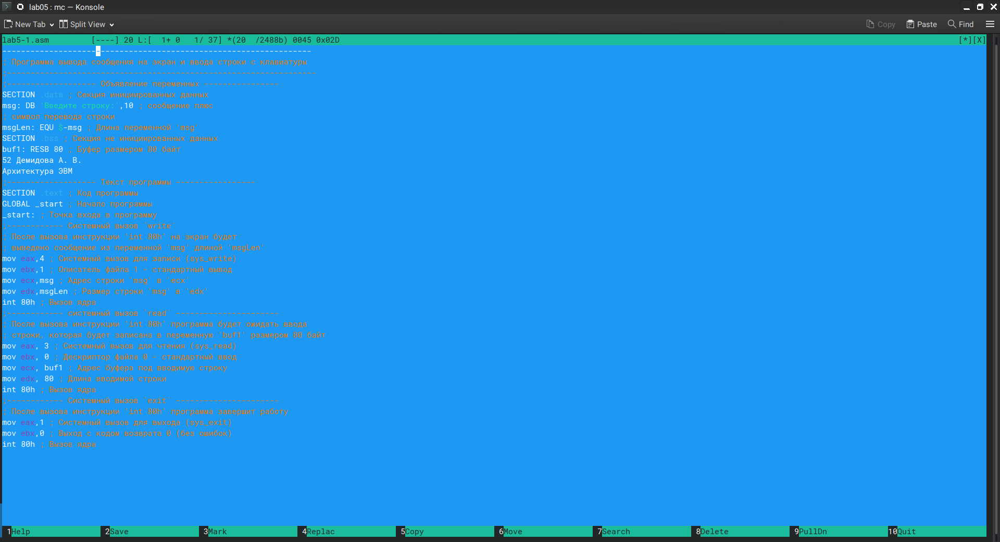 lab05 : mc — Konsole
New Tab Split View Copy Paste Find
lab5-1.asm [----] 20 L:[ 1+ 0 1/ 37] *(20 /2488b) 0045 0x02D [*][X]
------------------------------------------------------------------
; Программа вывода сообщения на экран и ввода строки с клавиатуры
;------------------------------------------------------------------
;------------------- Объявление переменных ----------------
SECTION .data ; Секция инициированных данных
msg: DB 'Введите строку:',10 ; сообщение плюс
; символ перевода строки
msgLen: EQU $-msg ; Длина переменной 'msg'
SECTION .bss ; Секция не инициированных данных
buf1: RESB 80 ; Буфер размером 80 байт
52 Демидова А. В.
Архитектура ЭВМ
;------------------- Текст программы -----------------
SECTION .text ; Код программы
GLOBAL _start ; Начало программы
_start: ; Точка входа в программу
;------------ Системный вызов `write`
; После вызова инструкции 'int 80h' на экран будет
; выведено сообщение из переменной 'msg' длиной 'msgLen'
mov eax,4 ; Системный вызов для записи (sys_write)
mov ebx,1 ; Описатель файла 1 - стандартный вывод
mov ecx,msg ; Адрес строки 'msg' в 'ecx'
mov edx,msgLen ; Размер строки 'msg' в 'edx'
int 80h ; Вызов ядра
;------------ системный вызов `read` ----------------------
; После вызова инструкции 'int 80h' программа будет ожидать ввода
; строки, которая будет записана в переменную 'buf1' размером 80 байт
mov eax, 3 ; Системный вызов для чтения (sys_read)
mov ebx, 0 ; Дескриптор файла 0 - стандартный ввод
mov ecx, buf1 ; Адрес буфера под вводимую строку
mov edx, 80 ; Длина вводимой строки
int 80h ; Вызов ядра
;------------ Системный вызов `exit` ----------------------
; После вызова инструкции 'int 80h' программа завершит работу
mov eax,1 ; Системный вызов для выхода (sys_exit)
mov ebx,0 ; Выход с кодом возврата 0 (без ошибок)
int 80h ; Вызов ядра
1Help 2Save 3Mark 4Replac 5Copy 6Move 7Search 8Delete 9PullDn 10Quit